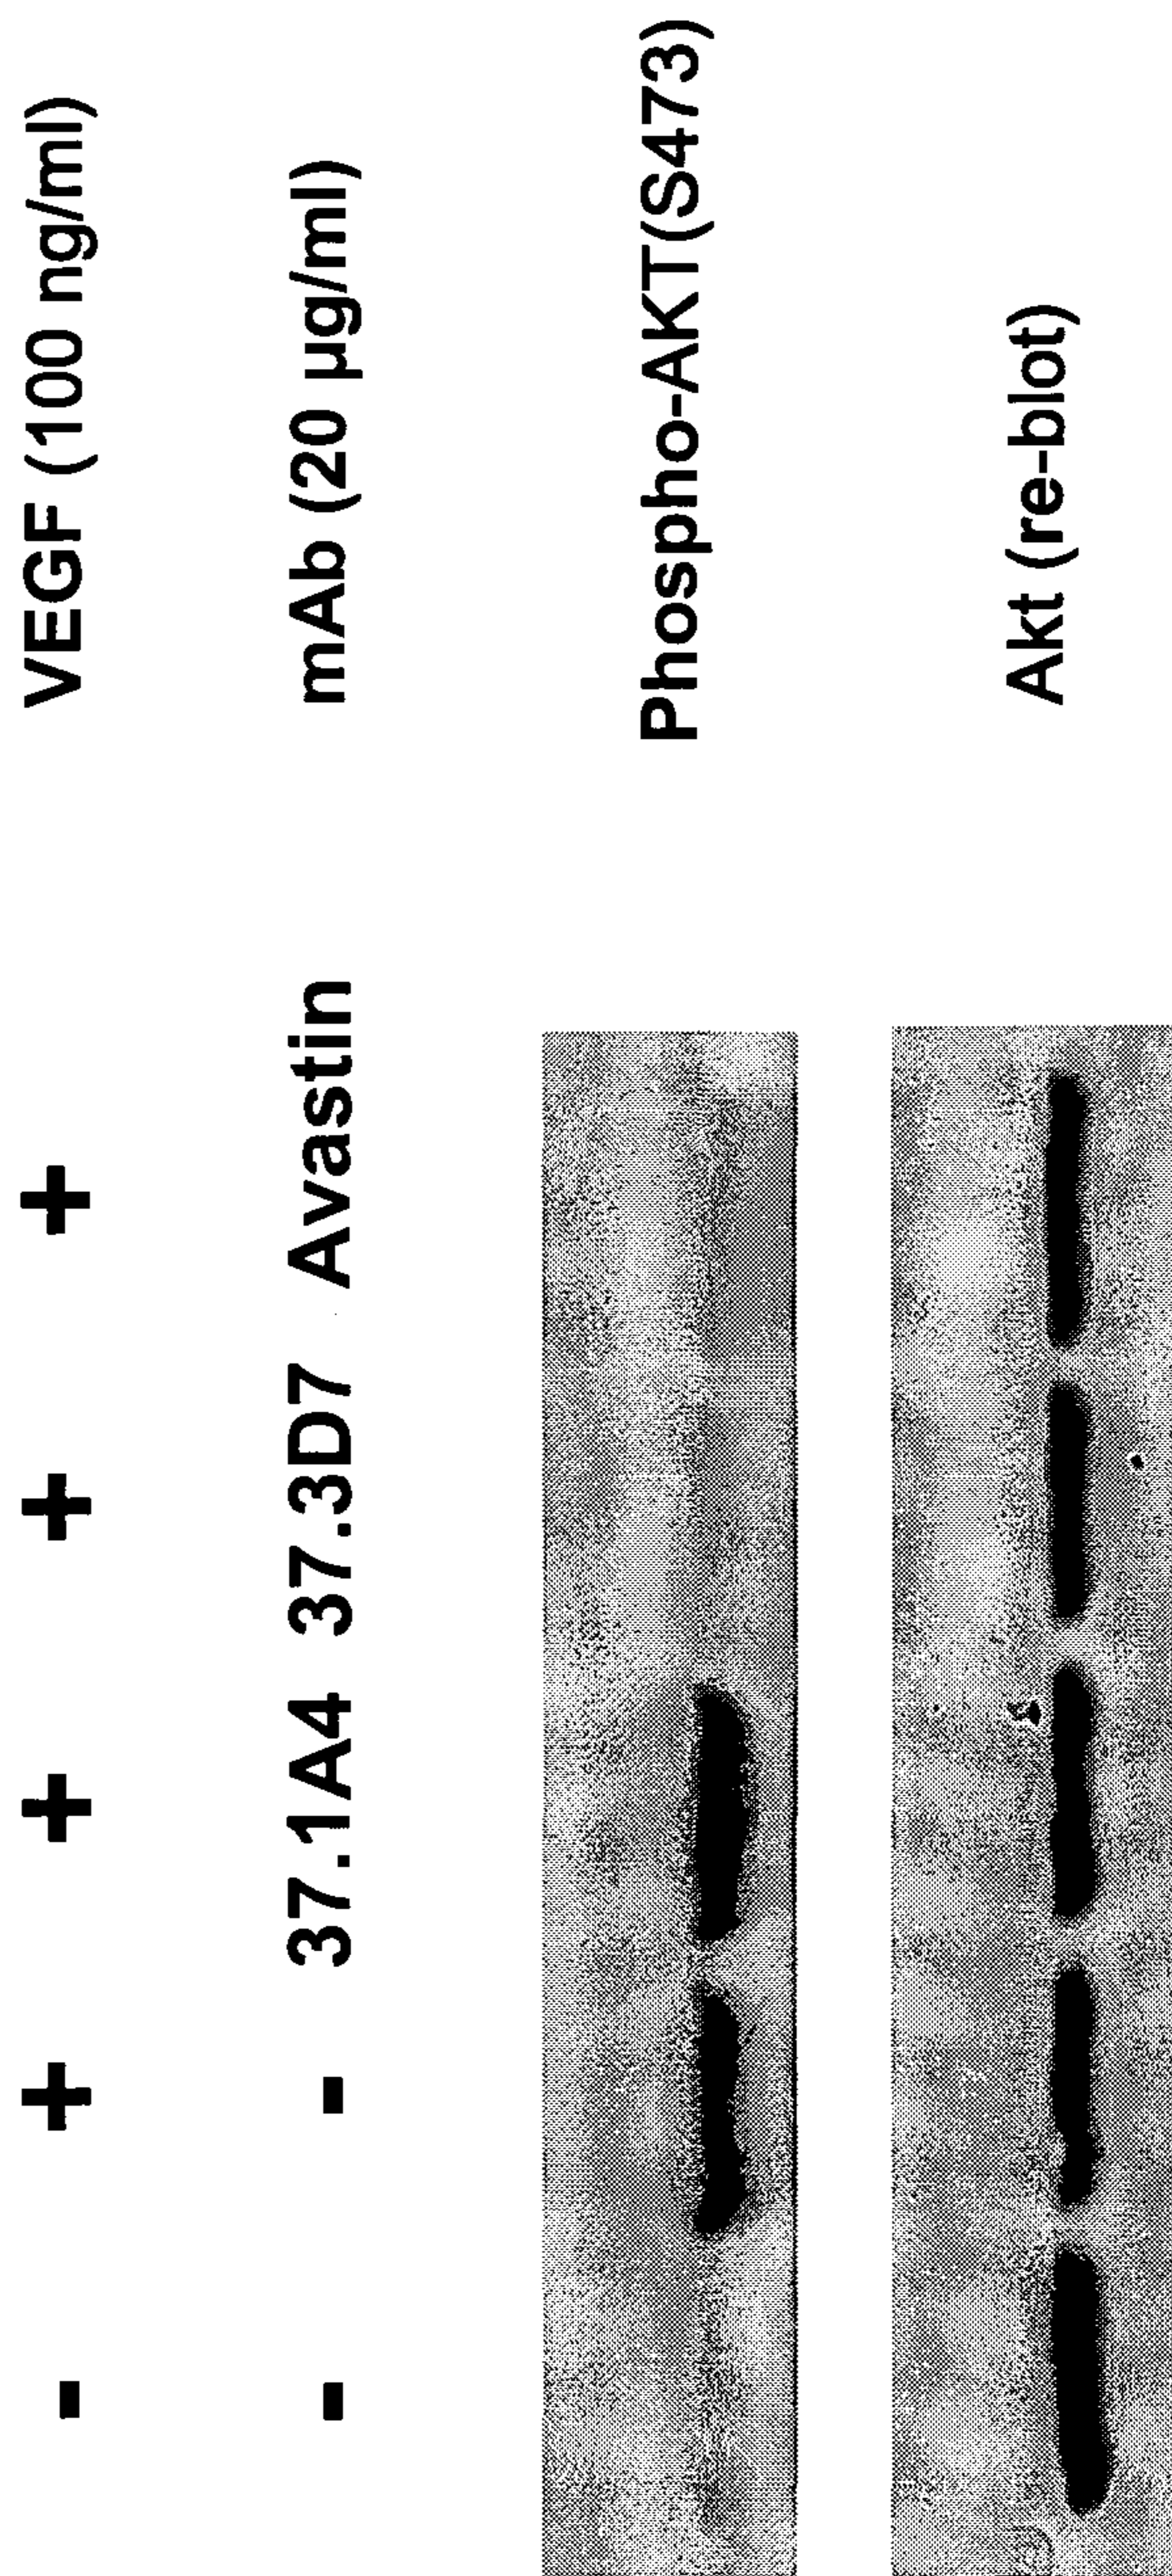 - + + + + VEGF (100 ng/ml)
- - 37.1A4 37.3D7 Avastin mAb (20 µg/ml)
Phospho-AKT(S473)
Akt (re-blot)